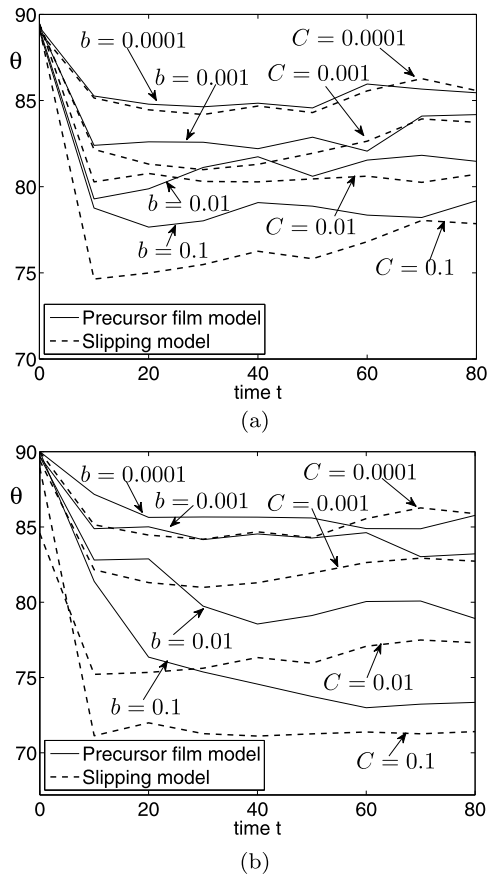 90
b = 0.0001
C = 0.0001
θ
b = 0.001
C = 0.001
85
80
b = 0.01
C = 0.01
b = 0.1
C = 0.1
75
Precursor film model
Slipping model
70
0
20
40
60
80
time t
(a)
90
b = 0.0001
C = 0.0001
θ
b = 0.001
C = 0.001
85
80
b = 0.01
75
b = 0.1
C = 0.01
C = 0.1
70
Precursor film model
Slipping model
0
20
40
60
80
time t
(b)